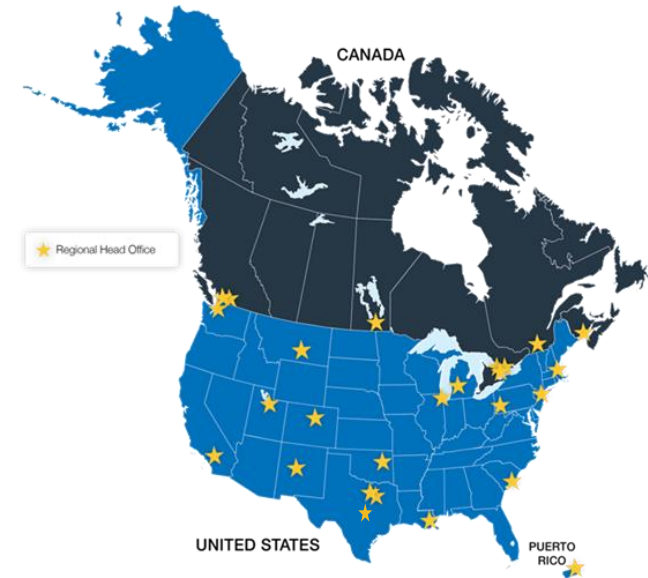 CANADA
Regional Head Office
UNITED STATES
PUERTO
RICO